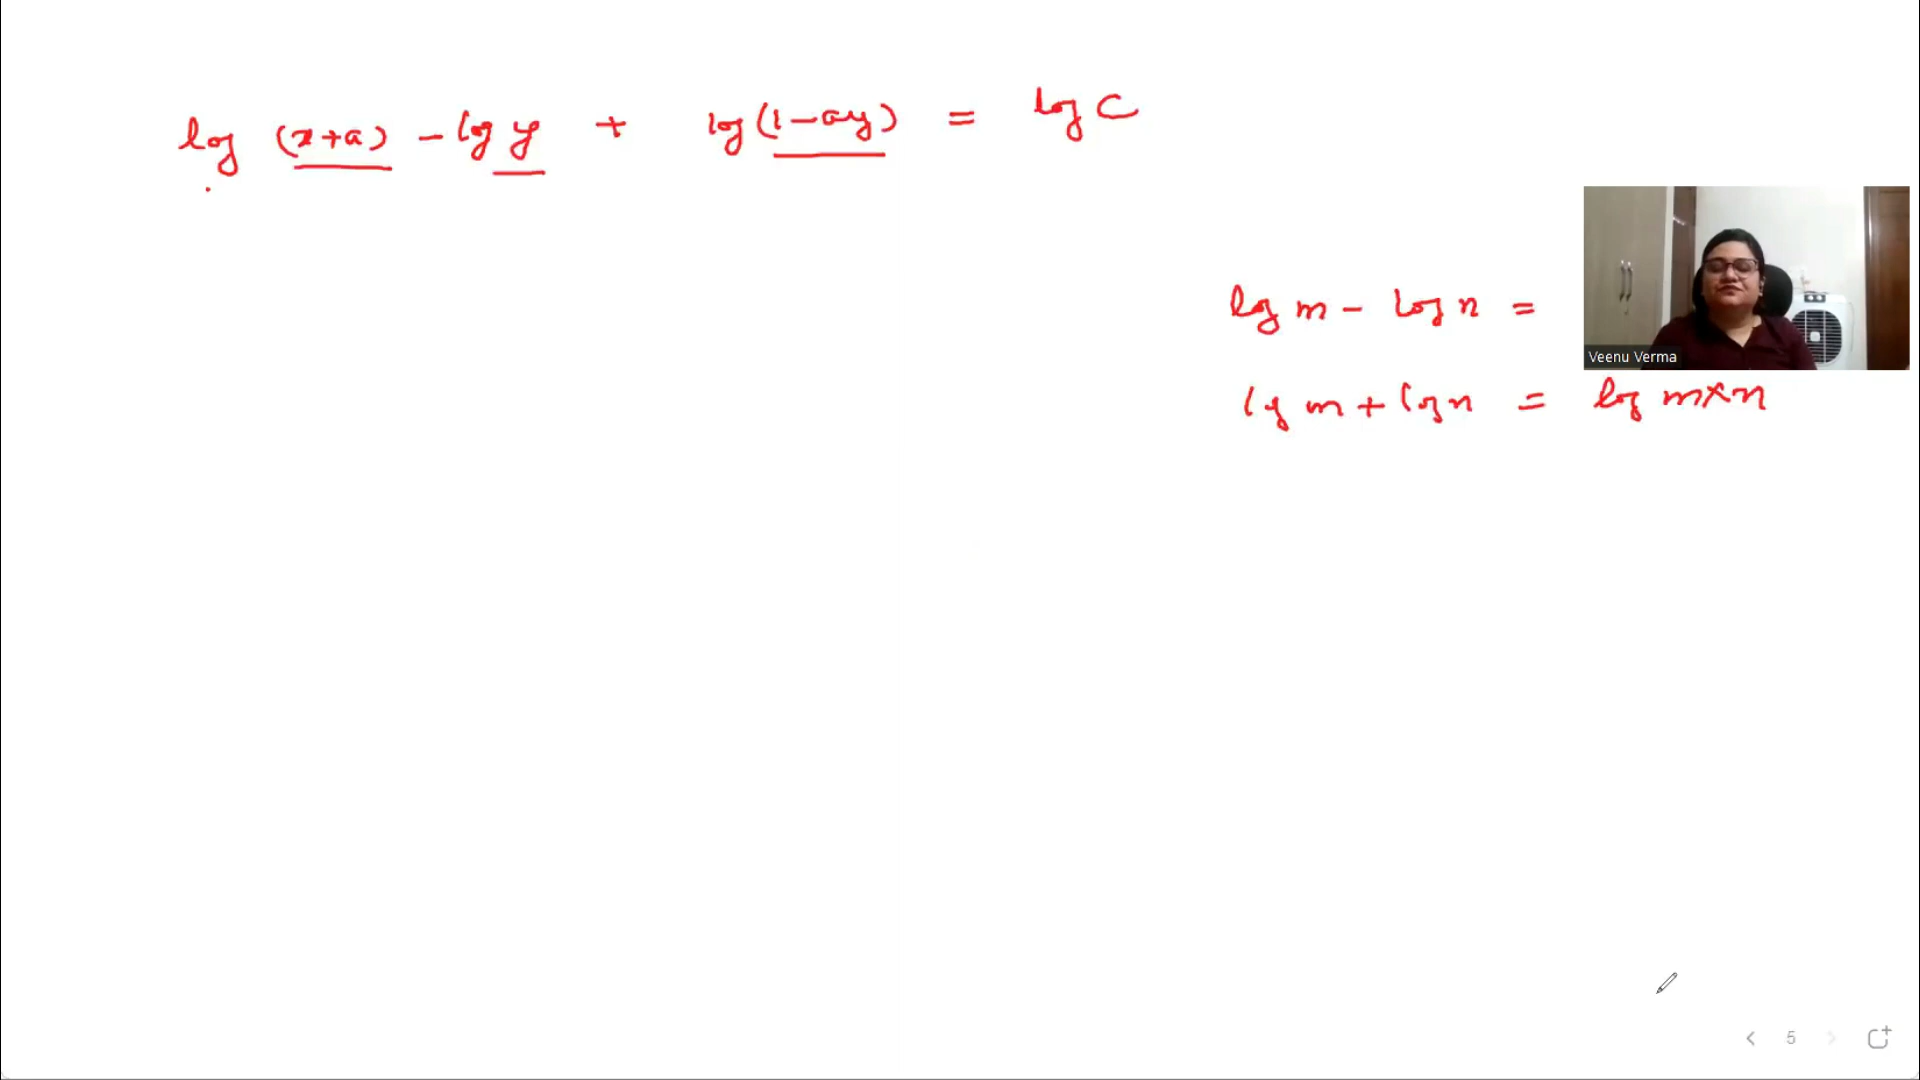 log (x+a) - log y + log (1-ay) = log C
log m - log n =
Veenu Verma
log m + log n = log m×n
5